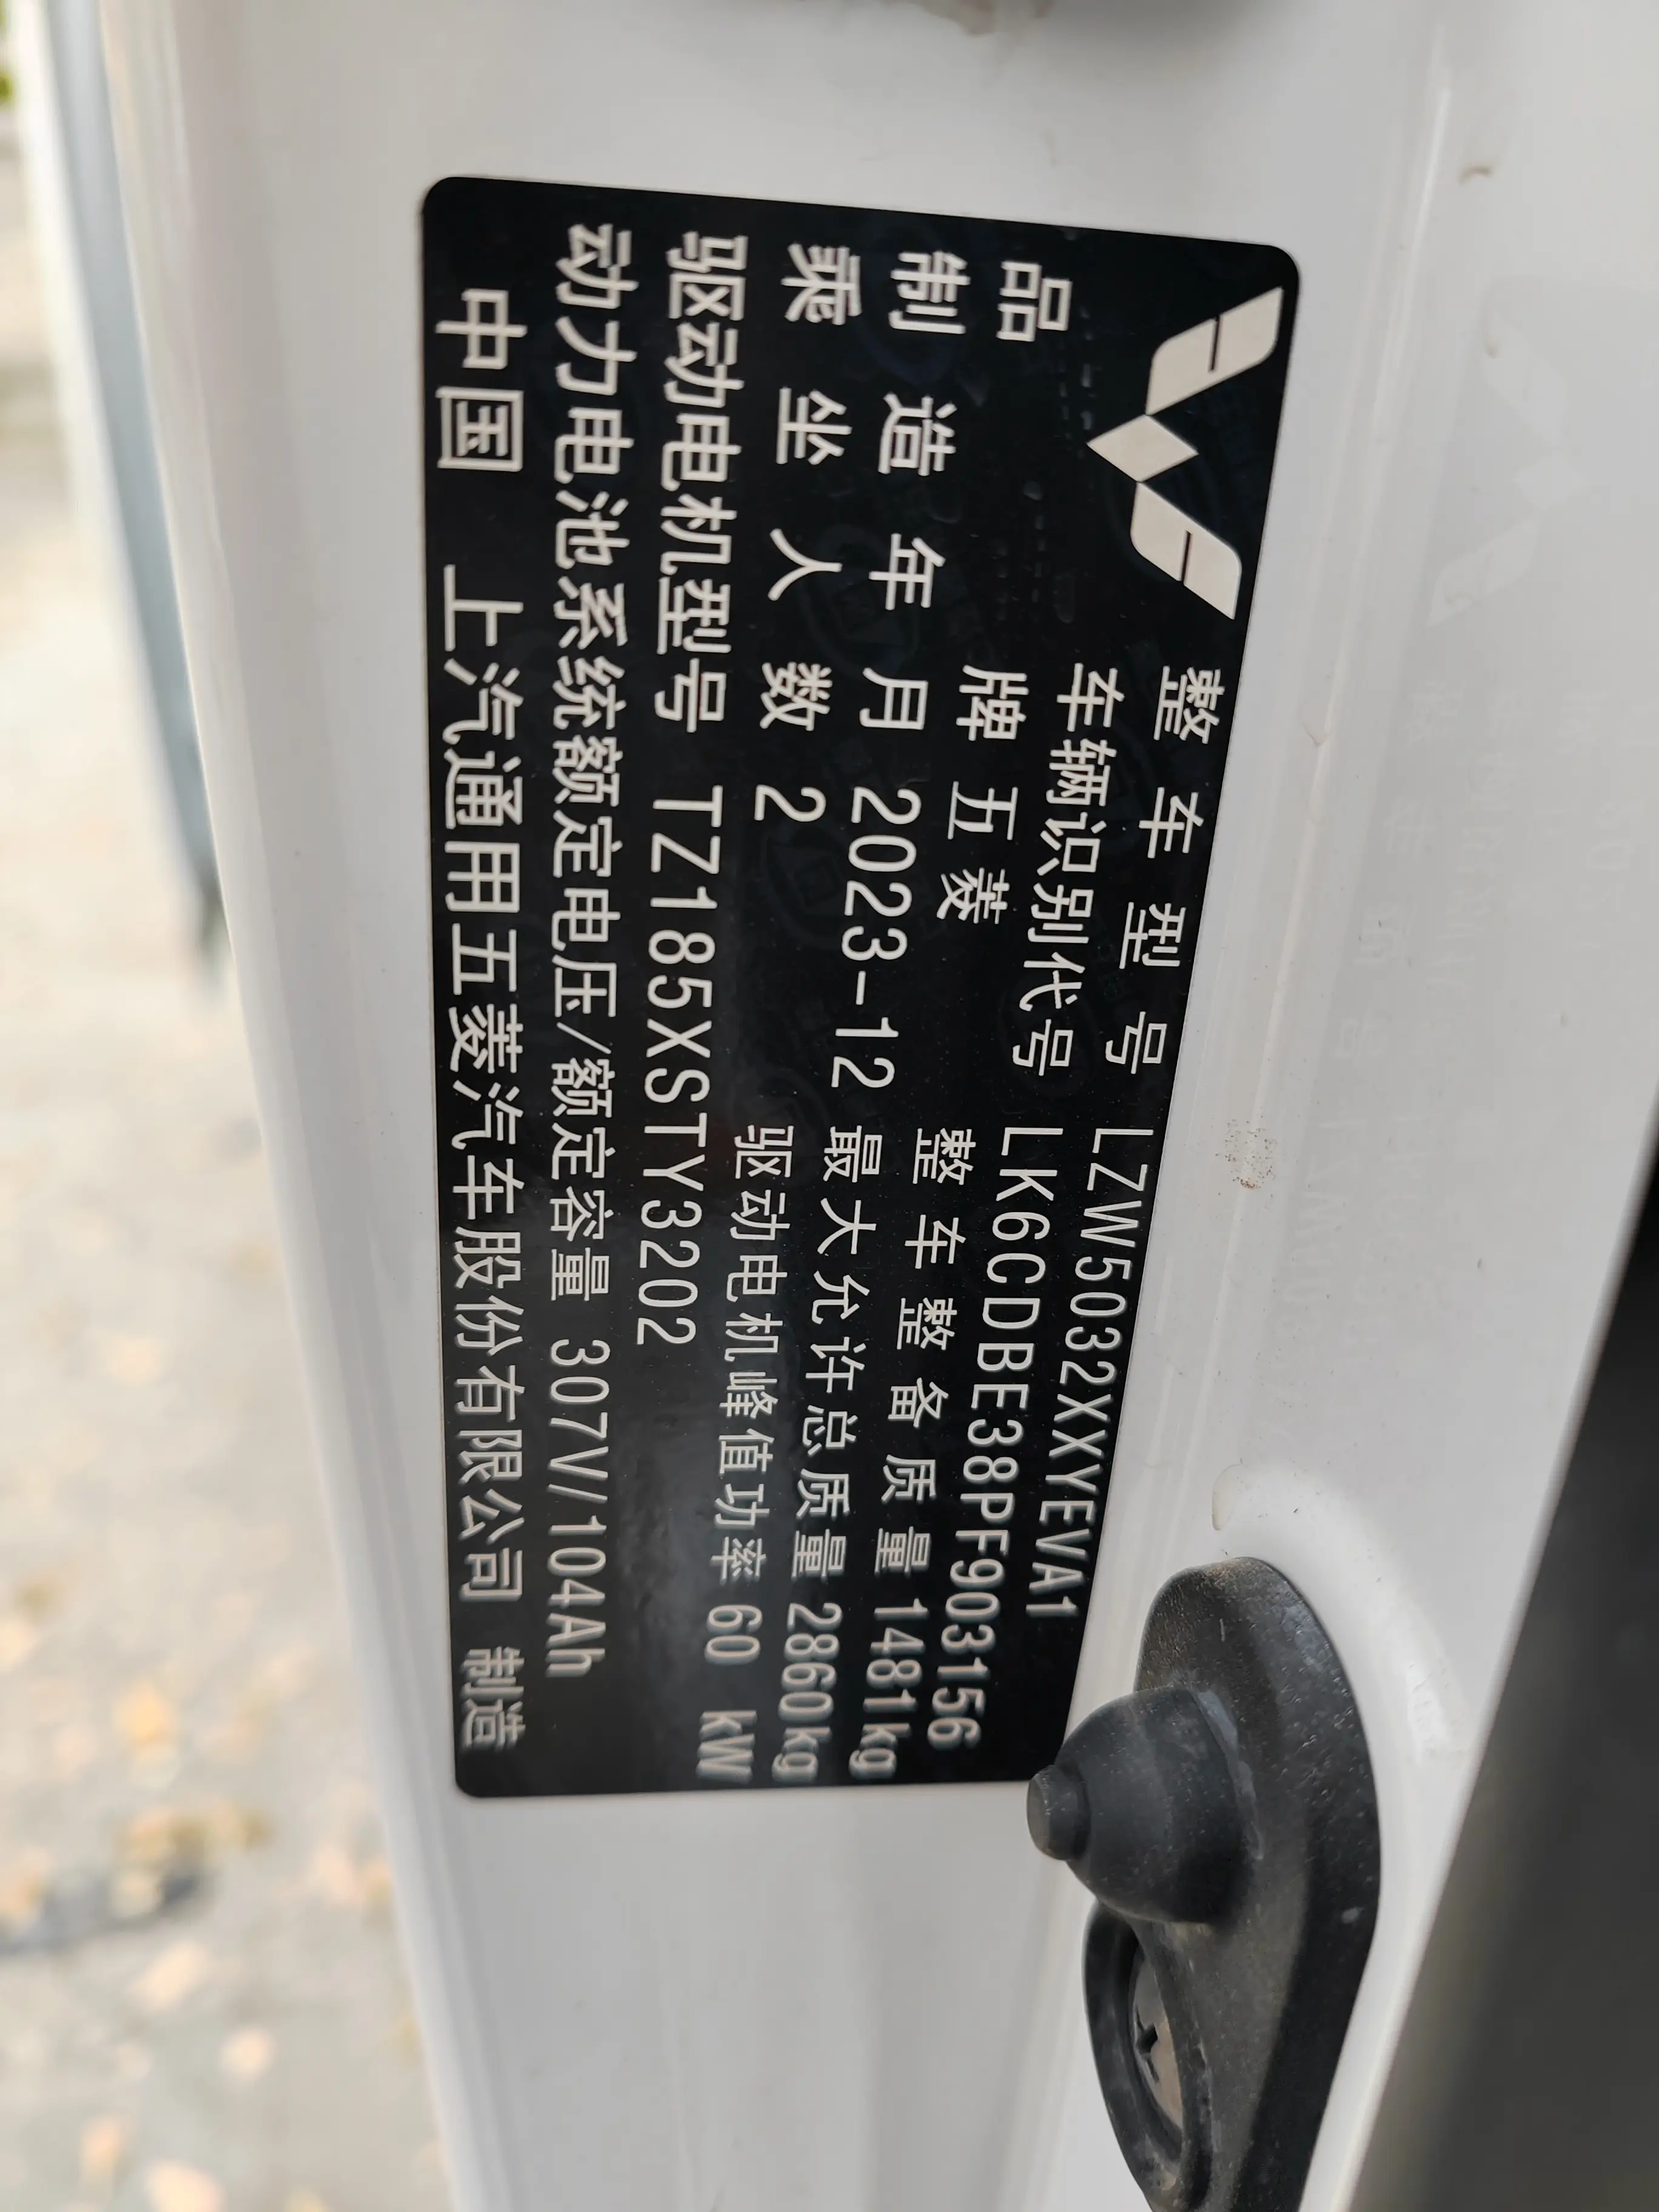 整车型号 LZW5032XXYEVA1
车辆识别代号 LK6CDBE38PF903156
品牌 五菱 整车整备质量 1481kg
制造年月 2023-12 最大允许总质量 2860kg
乘坐人数 2 驱动电机峰值功率 60 kW
驱动电机型号 TZ185XSTY3202
动力电池系统额定电压/额定容量 307V/104Ah
中国 上汽通用五菱汽车股份有限公司 制造